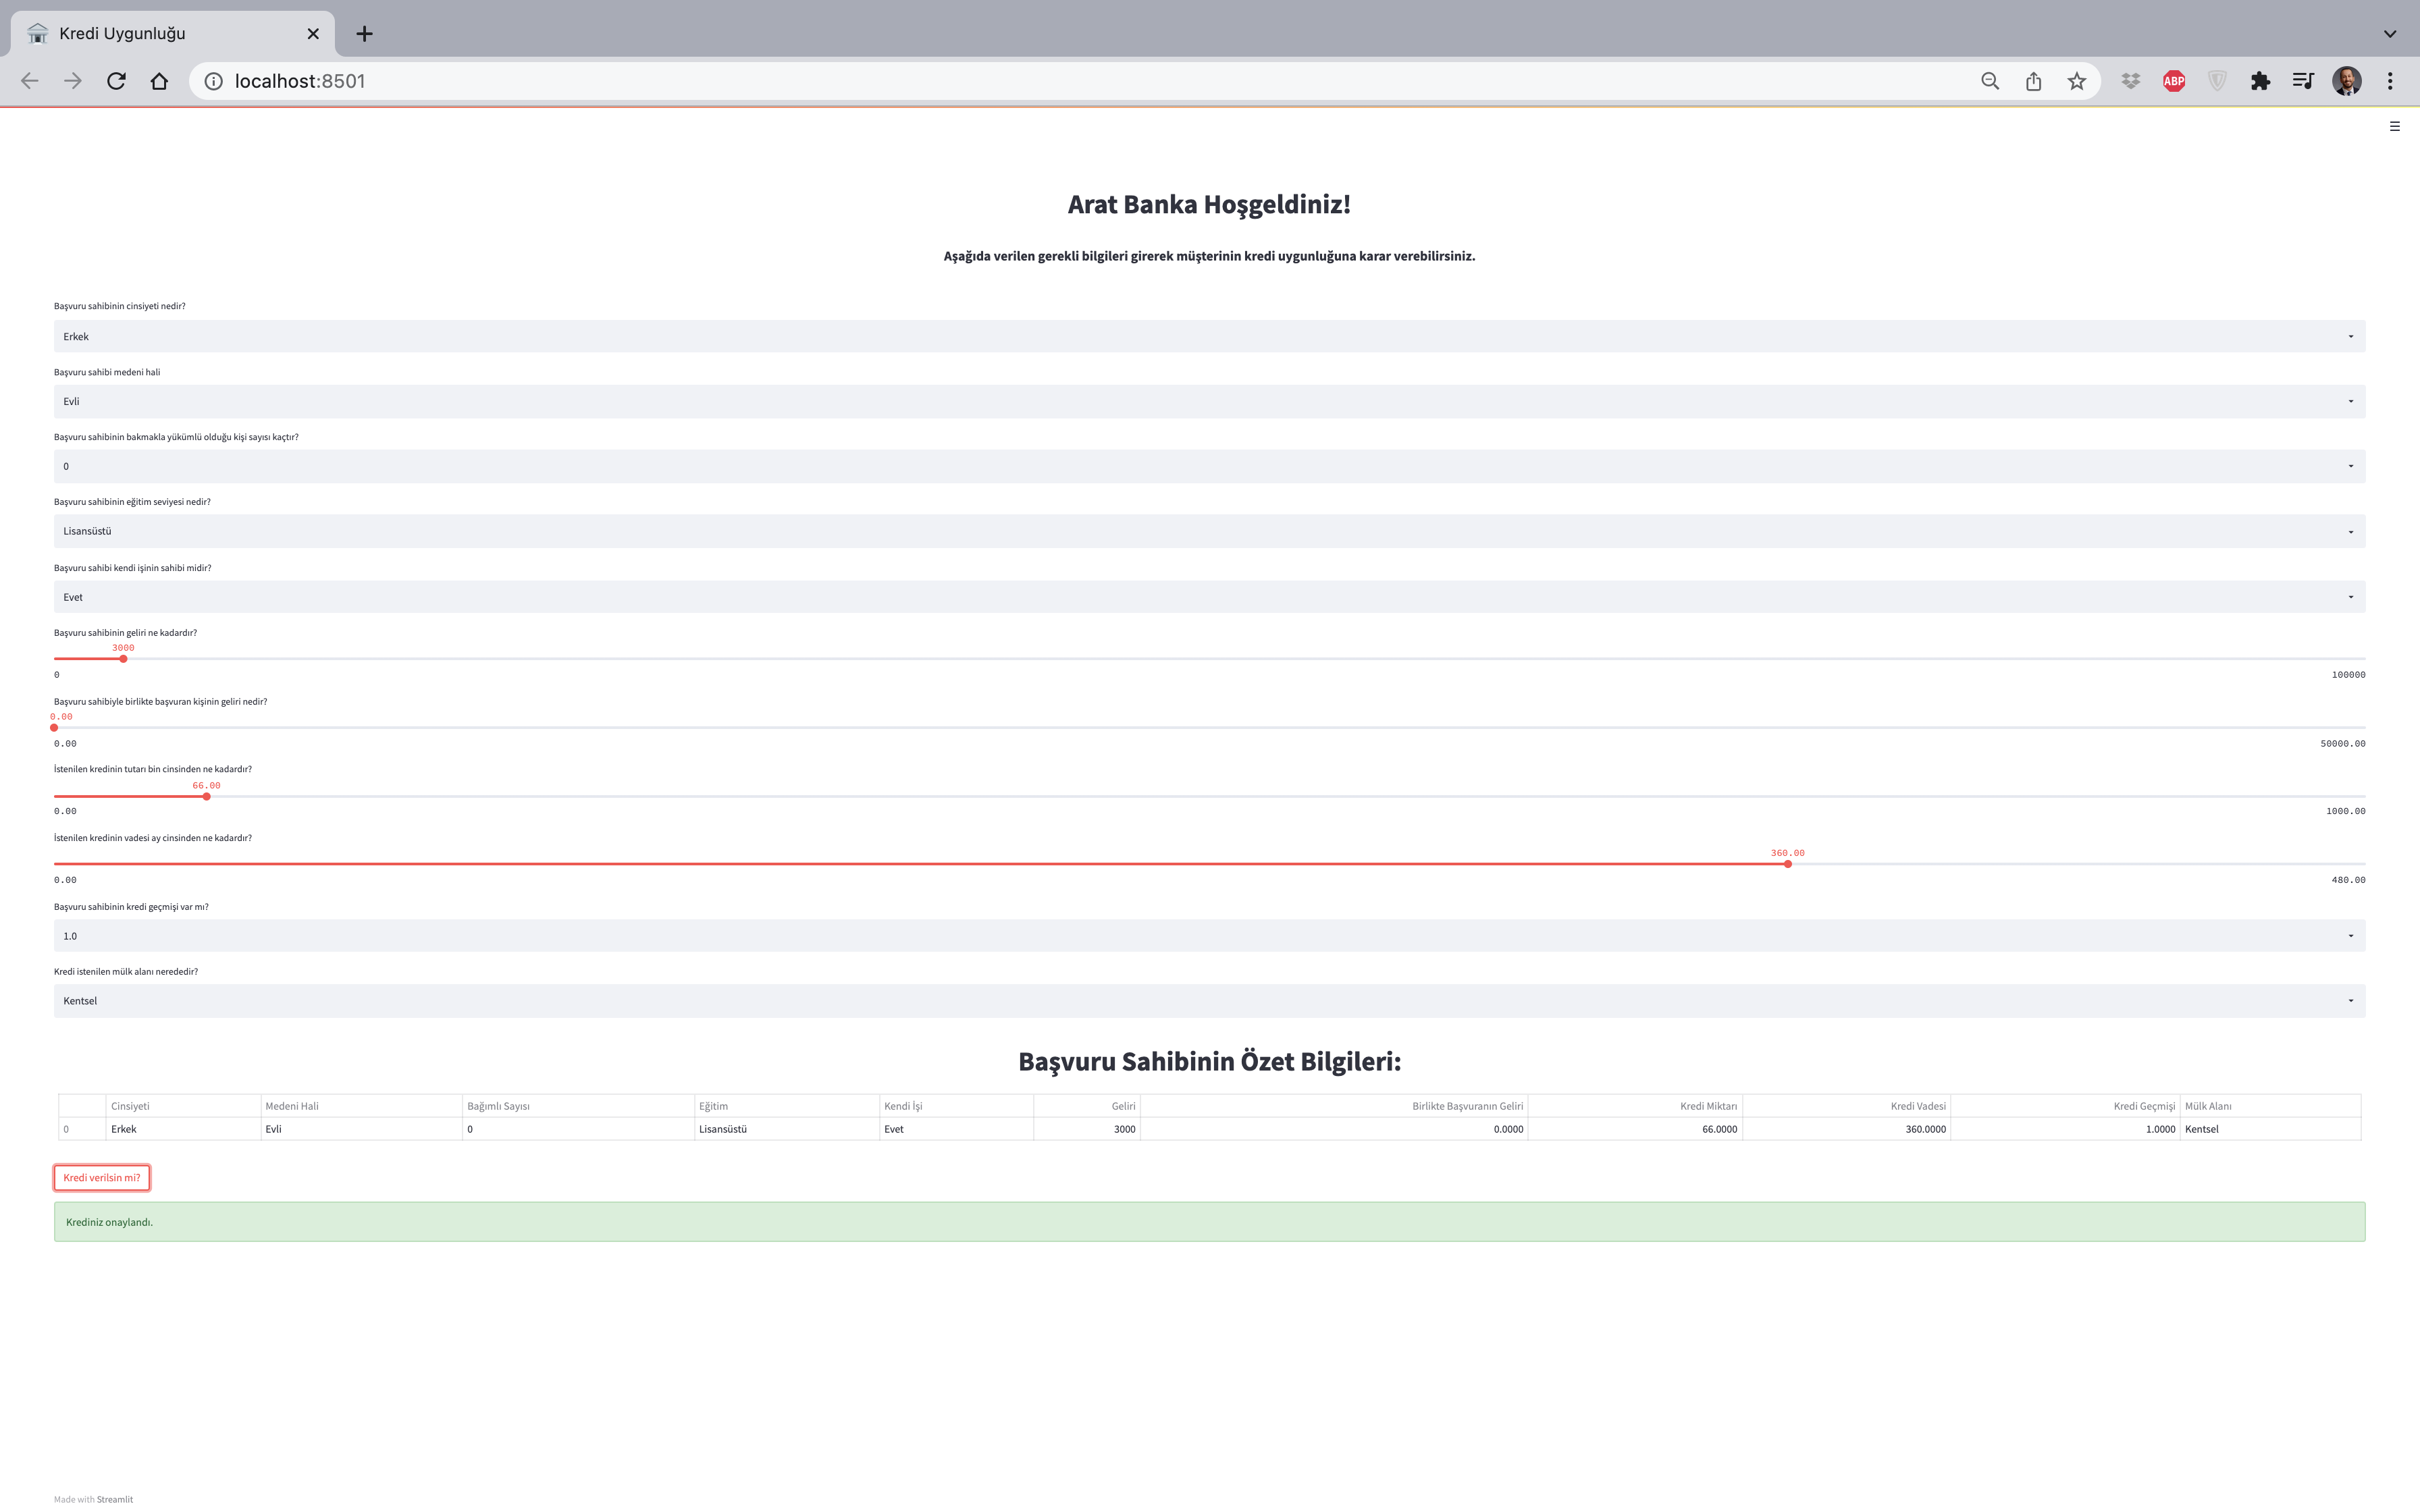 Kredi Uygunluğu
localhost:8501
ABP
Arat Banka Hoşgeldiniz!
Aşağıda verilen gerekli bilgileri girerek müşterinin kredi uygunluğuna karar verebilirsiniz.
Başvuru sahibinin cinsiyeti nedir?
Erkek
Başvuru sahibi medeni hali
Evli
Başvuru sahibinin bakmakla yükümlü olduğu kişi sayısı kaçtır?
0
Başvuru sahibinin eğitim seviyesi nedir?
Lisansüstü
Başvuru sahibi kendi işinin sahibi midir?
Evet
Başvuru sahibinin geliri ne kadardır?
3000
0 100000
Başvuru sahibiyle birlikte başvuran kişinin geliri nedir?
0.00
0.00 50000.00
İstenilen kredinin tutarı bin cinsinden ne kadardır?
66.00
0.00 1000.00
İstenilen kredinin vadesi ay cinsinden ne kadardır?
360.00
0.00 480.00
Başvuru sahibinin kredi geçmişi var mı?
1.0
Kredi istenilen mülk alanı nerededir?
Kentsel
Başvuru Sahibinin Özet Bilgileri:
Cinsiyeti Medeni Hali Bağımlı Sayısı Eğitim Kendi İşi Geliri Birlikte Başvuranın Geliri Kredi Miktarı Kredi Vadesi Kredi Geçmişi Mülk Alanı
0 Erkek Evli 0 Lisansüstü Evet 3000 0.0000 66.0000 360.0000 1.0000 Kentsel
Kredi verilsin mi?
Krediniz onaylandı.
Made with Streamlit